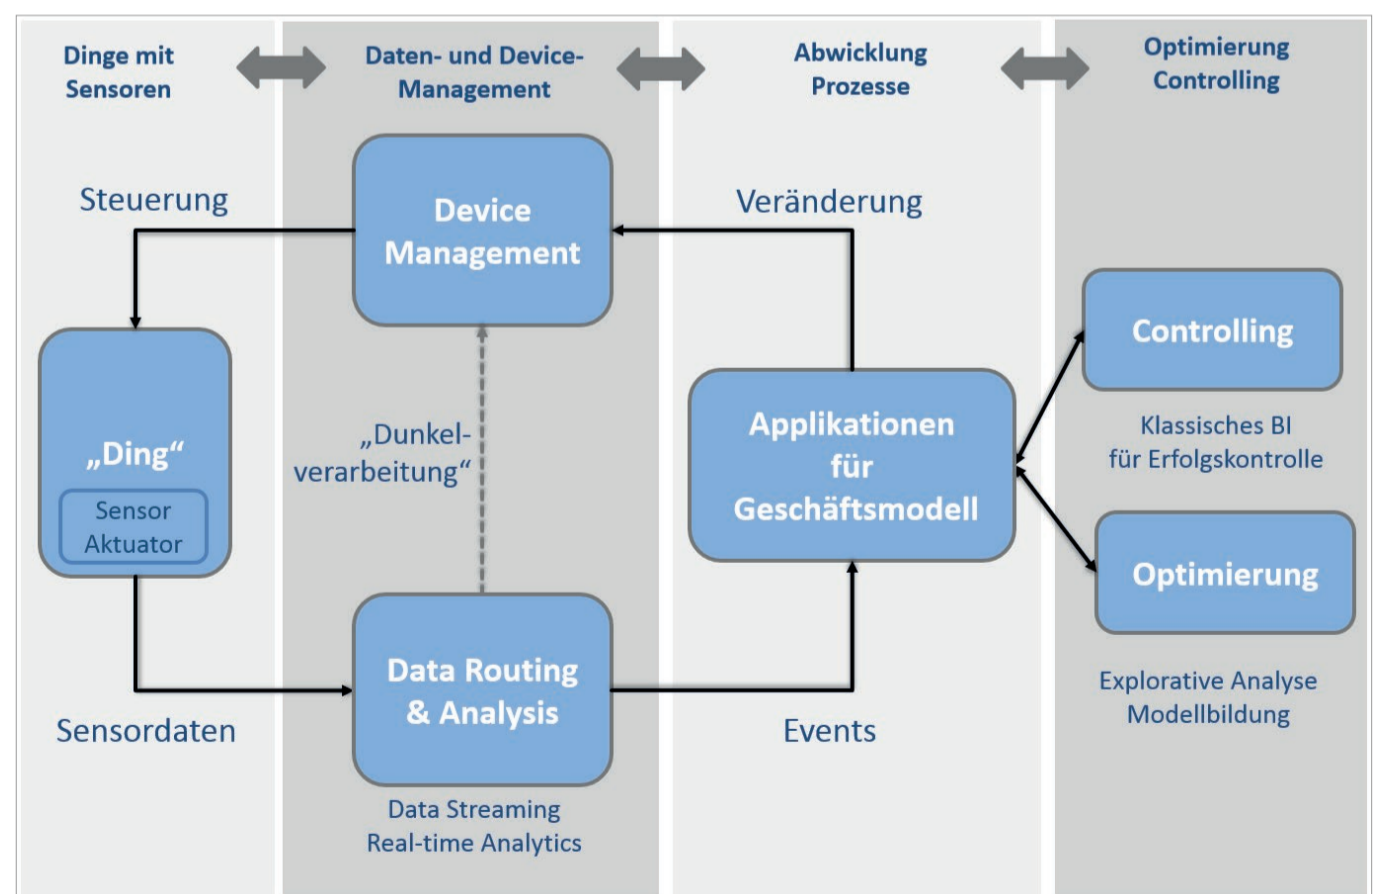 Dinge mit
Sensoren
Daten- und Device-
Management
Abwicklung
Prozesse
Optimierung
Controlling
Steuerung
Device
Management
Veränderung
„Ding“
Sensor
Aktuator
„Dunkel-
verarbeitung“
Applikationen
für
Geschäftsmodell
Controlling
Klassisches BI
für Erfolgskontrolle
Optimierung
Explorative Analyse
Modellbildung
Sensordaten
Data Routing
& Analysis
Events
Data Streaming
Real-time Analytics